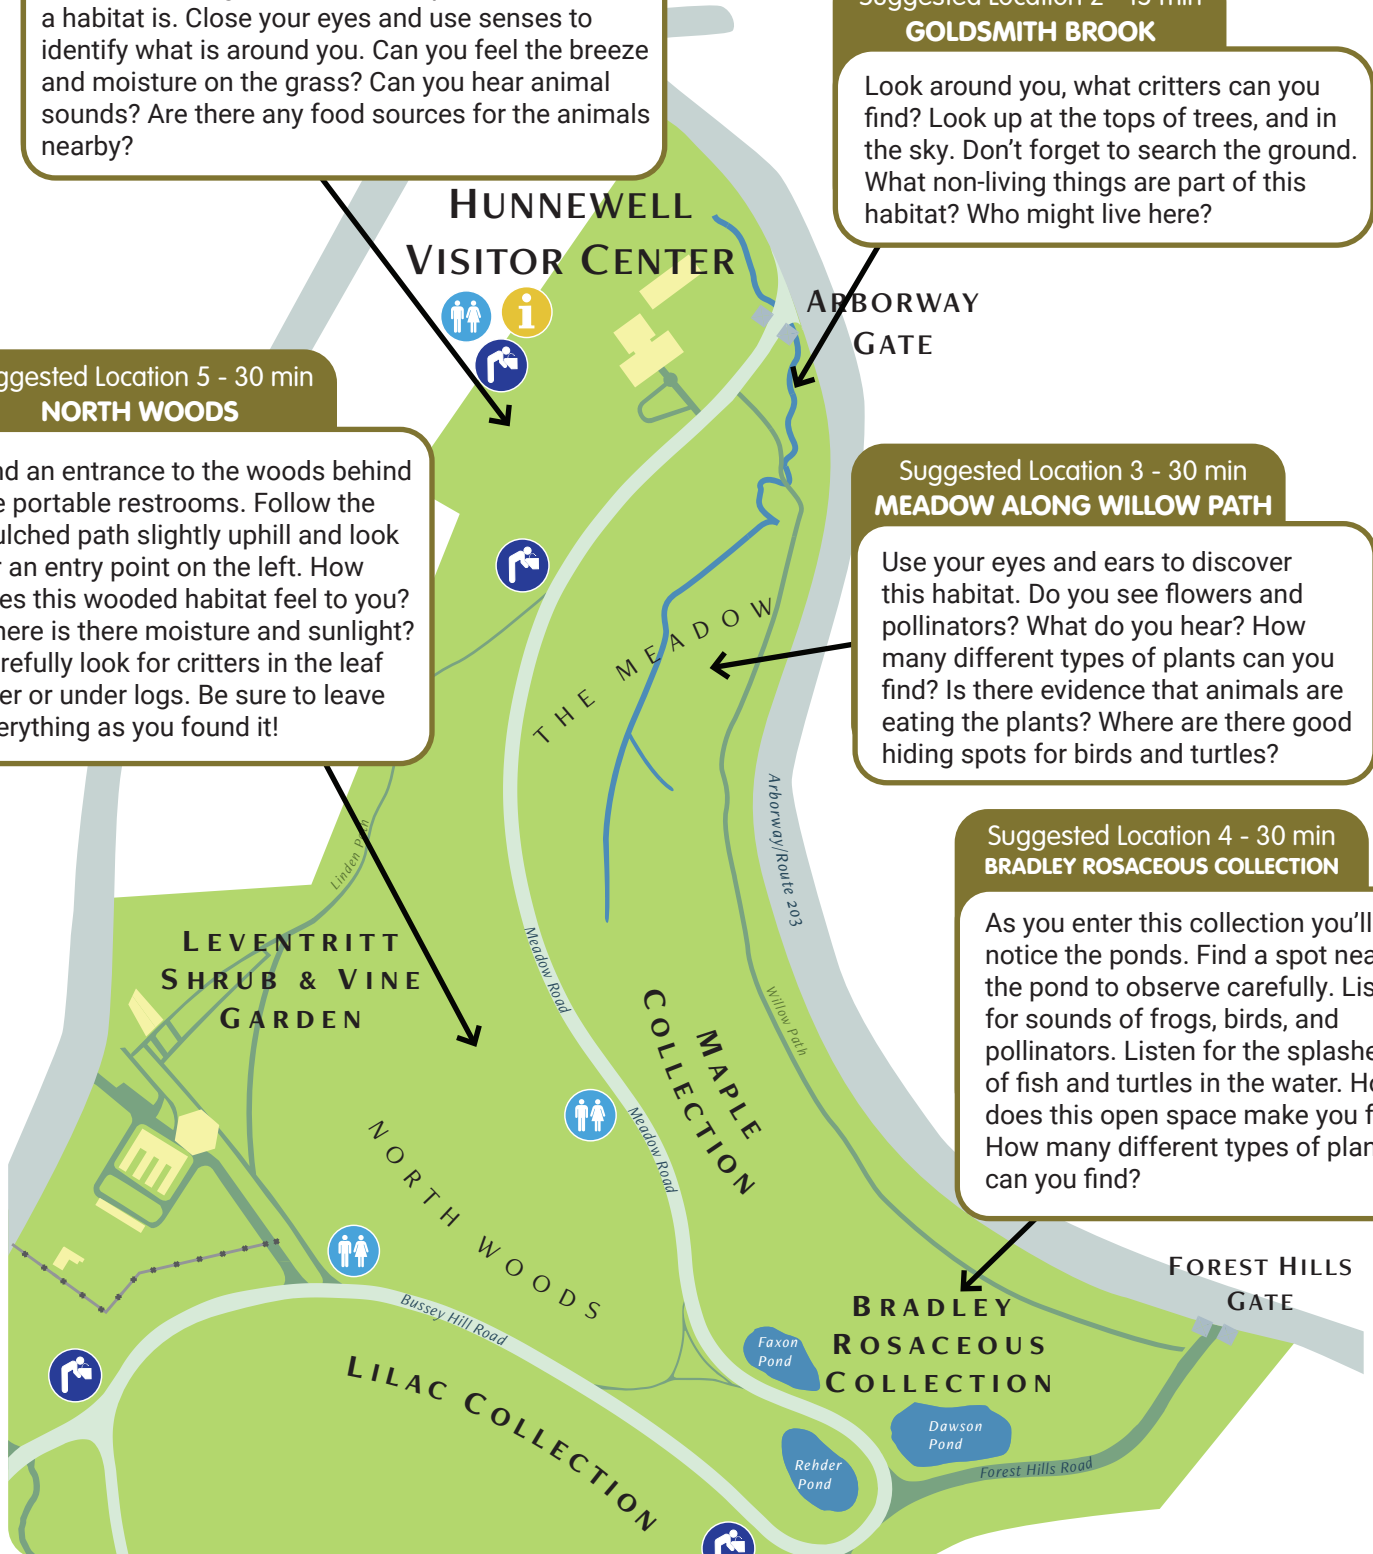 a habitat is. Close your eyes and use senses to
identify what is around you. Can you feel the breeze
and moisture on the grass? Can you hear animal
sounds? Are there any food sources for the animals
nearby?
GOLDSMITH BROOK
Look around you, what critters can you
find? Look up at the tops of trees, and in
the sky. Don’t forget to search the ground.
What non-living things are part of this
habitat? Who might live here?
HUNNEWELL
VISITOR CENTER
i
ARBORWAY
GATE
Location 5 - 30 min
NORTH WOODS
an entrance to the woods behind
portable restrooms. Follow the
path slightly uphill and look
an entry point on the left. How
this wooded habitat feel to you?
is there moisture and sunlight?
look for critters in the leaf
or under logs. Be sure to leave
as you found it!
Suggested Location 3 - 30 min
MEADOW ALONG WILLOW PATH
Use your eyes and ears to discover
this habitat. Do you see flowers and
pollinators? What do you hear? How
many different types of plants can you
find? Is there evidence that animals are
eating the plants? Where are there good
hiding spots for birds and turtles?
THE MEADOW
Arborway/Route 203
Linden Path
Suggested Location 4 - 30 min
BRADLEY ROSACEOUS COLLECTION
As you enter this collection you’ll
notice the ponds. Find a spot
the pond to observe carefully.
for sounds of frogs, birds, and
pollinators. Listen for the
of fish and turtles in the water.
does this open space make you
How many different types of
can you find?
LEVENTRITT
SHRUB & VINE
GARDEN
Meadow Road
Willow Path
MAPLE
COLLECTION
Meadow Road
NORTH WOODS
Bussey Hill Road
LILAC COLLECTION
FOREST HILLS
GATE
BRADLEY
ROSACEOUS
COLLECTION
Faxon
Pond
Dawson
Pond
Rehder
Pond
Forest Hills Road